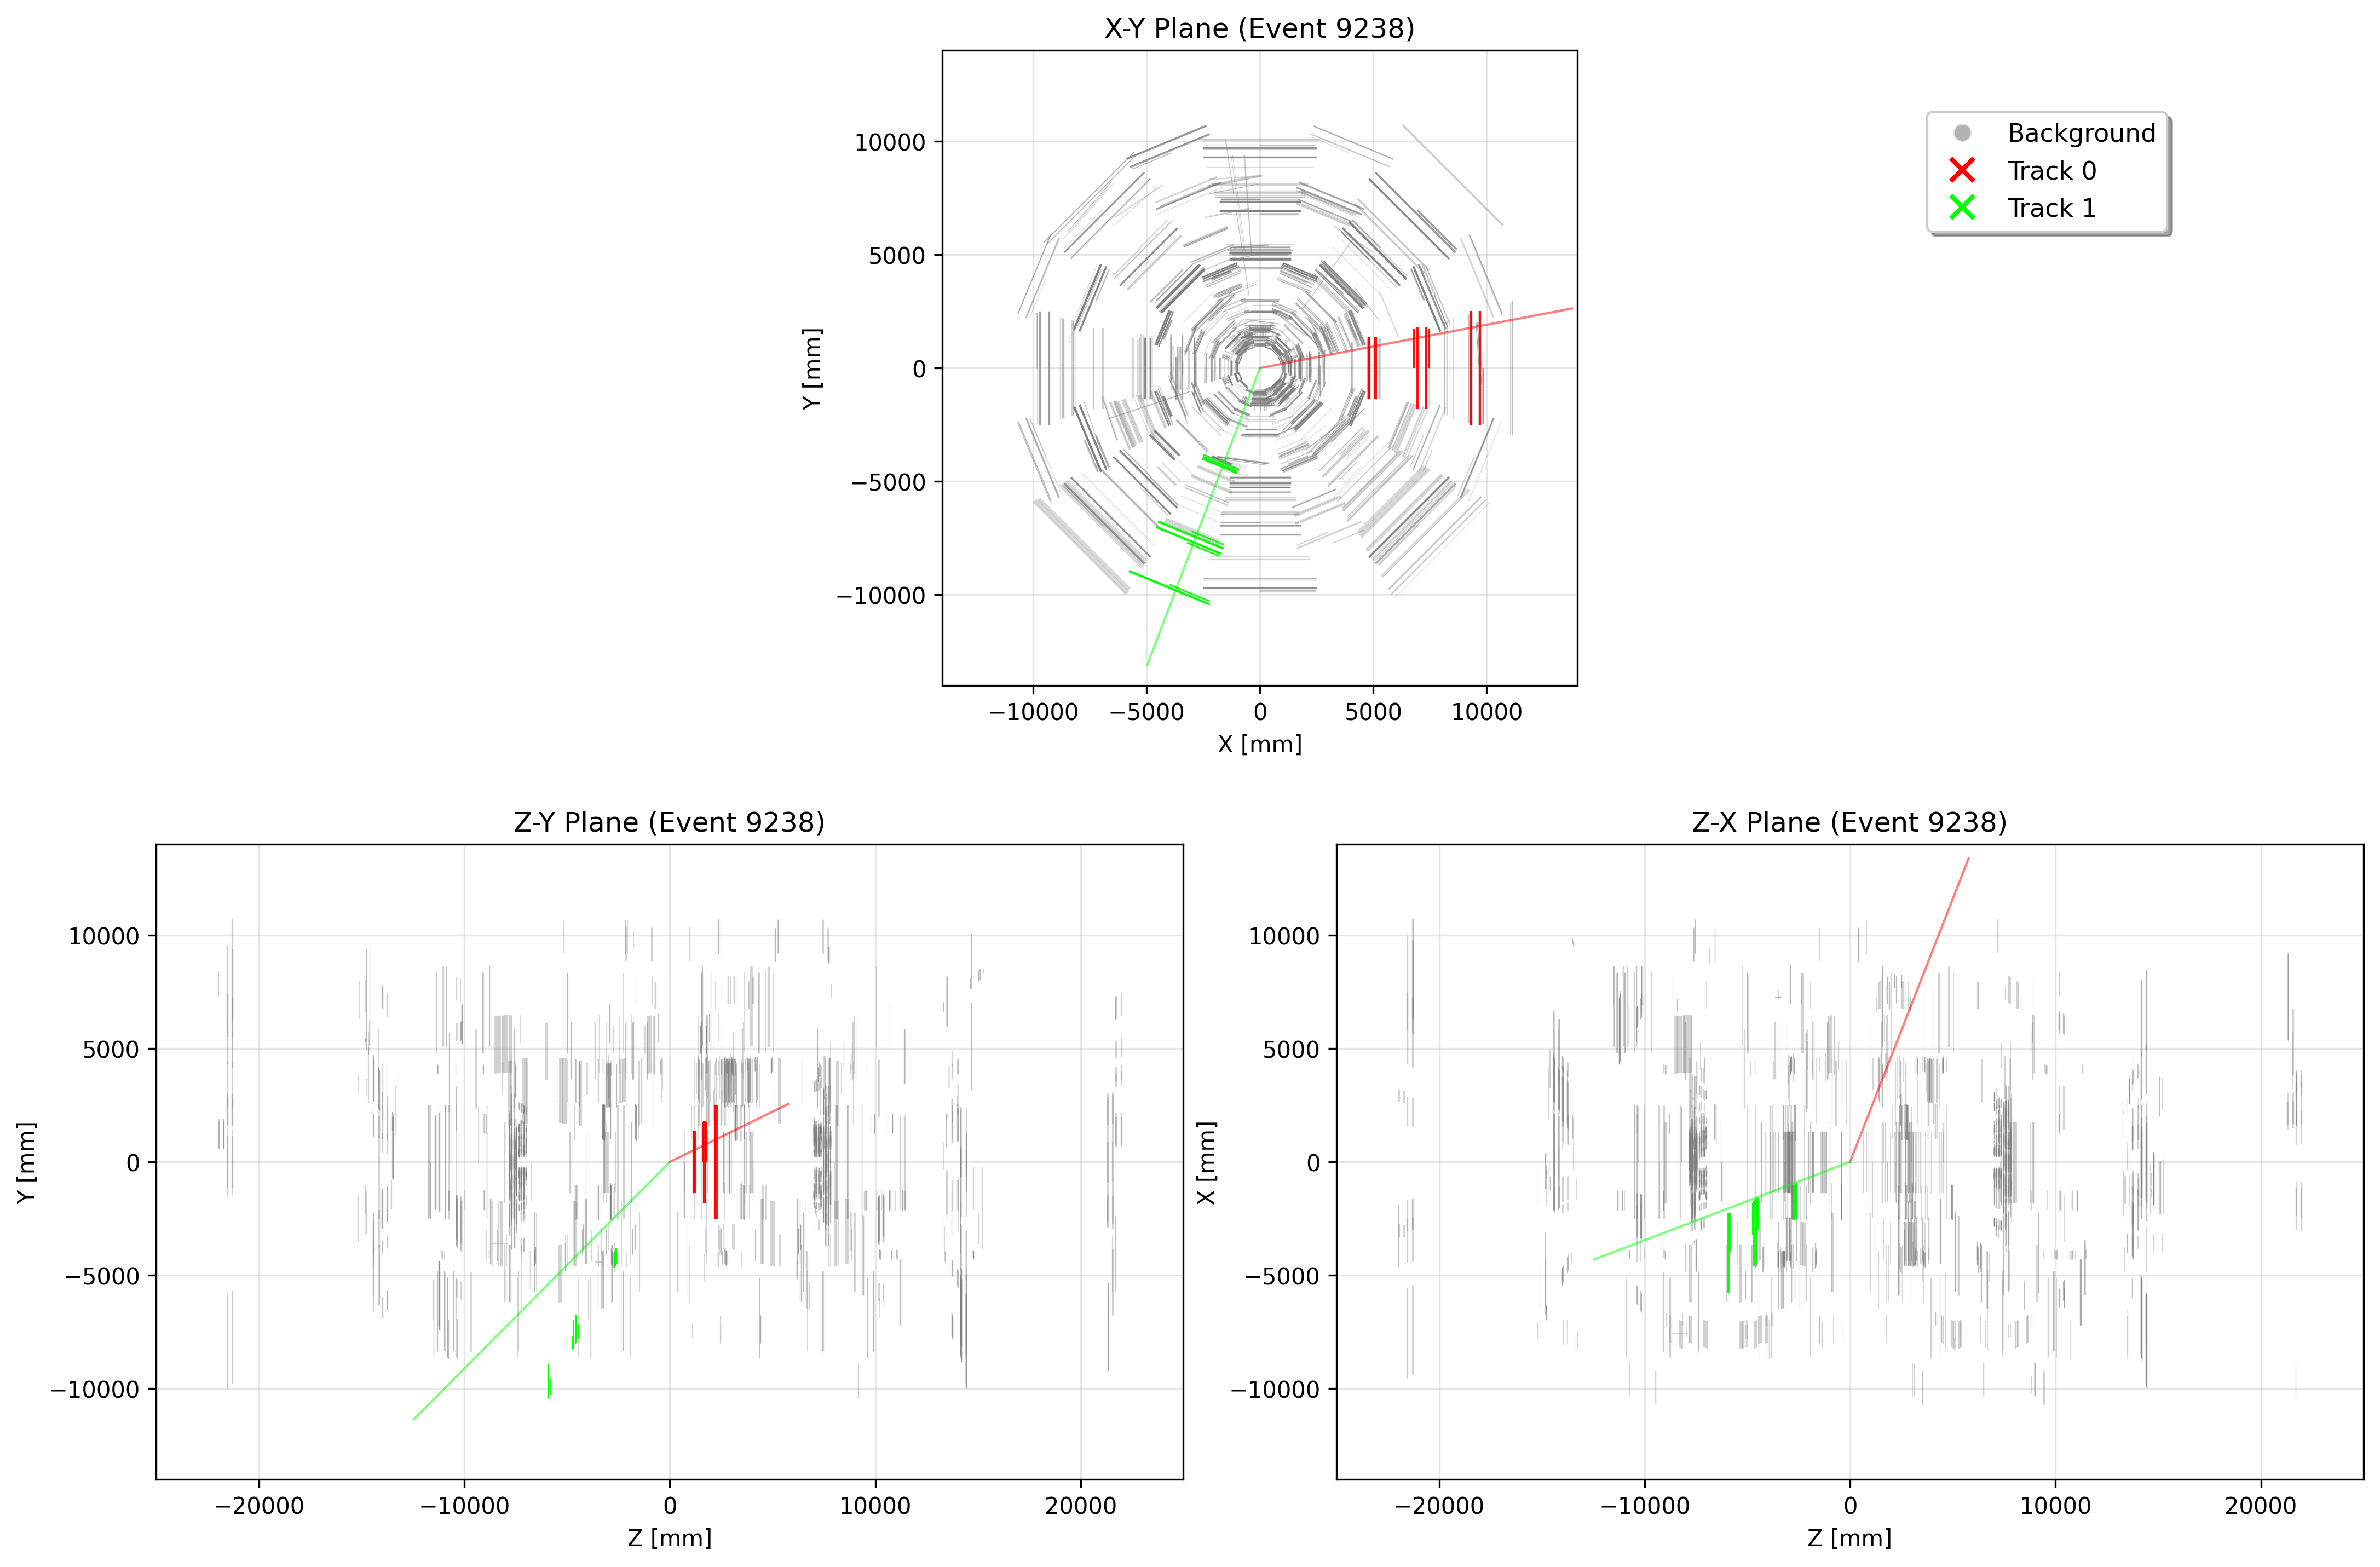 X-Y Plane (Event 9238)
Y [mm]
10000
5000
0
−5000
−10000
−10000 −5000 0 5000 10000
X [mm]
Background
Track 0
Track 1
Z-Y Plane (Event 9238)
Y [mm]
10000
5000
0
−5000
−10000
−20000 −10000 0 10000 20000
Z [mm]
Z-X Plane (Event 9238)
X [mm]
10000
5000
0
−5000
−10000
−20000 −10000 0 10000 20000
Z [mm]